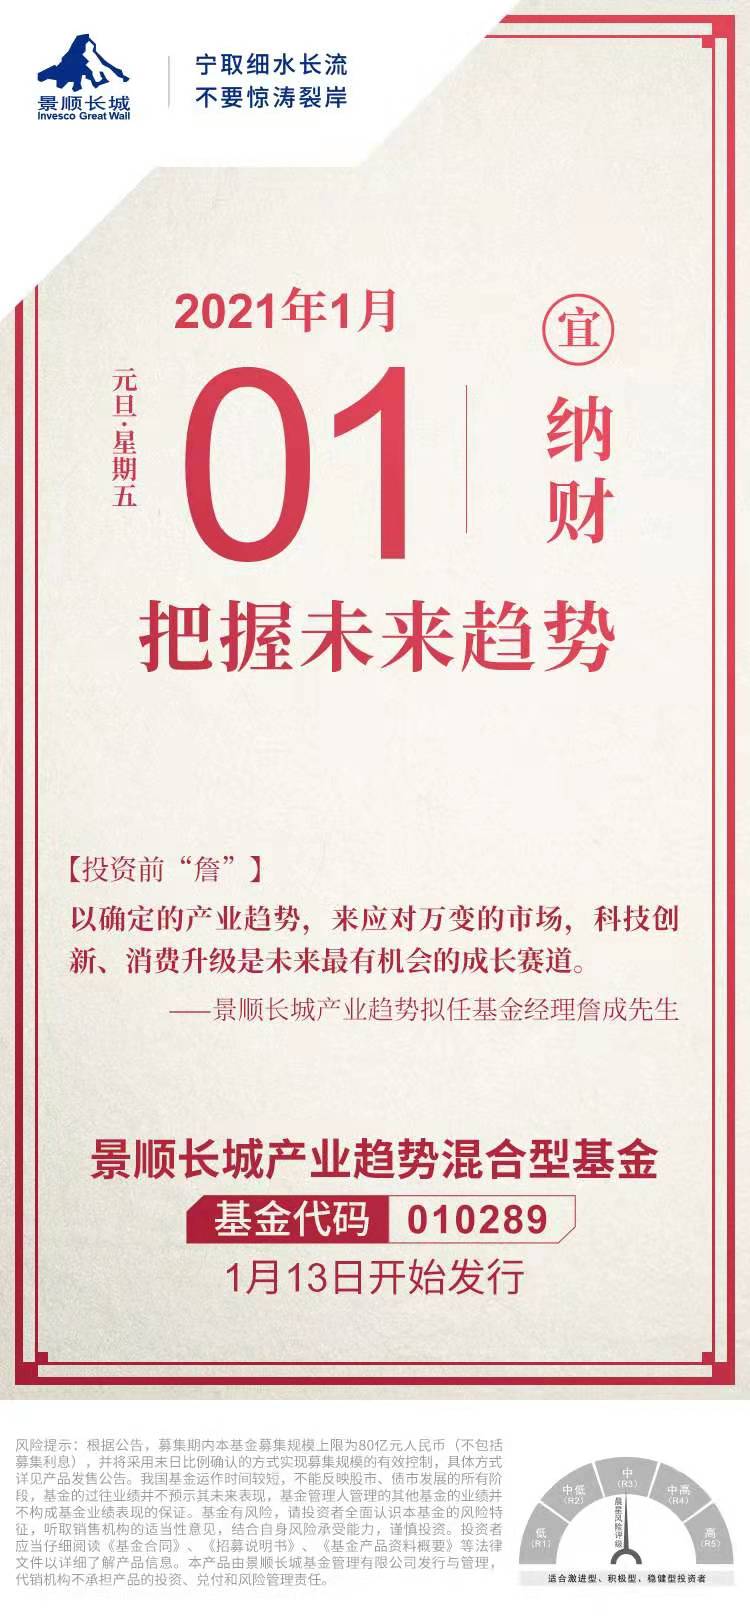 景顺长城
Invesco Great Wall
宁取细水长流
不要惊涛裂岸
2021年1月
01
元旦·星期五
宜
纳财
把握未来趋势
【投资前“詹”】
以确定的产业趋势，来应对万变的市场，科技创
新、消费升级是未来最有机会的成长赛道。
——景顺长城产业趋势拟任基金经理詹成先生
景顺长城产业趋势混合型基金
基金代码 010289
1月13日开始发行
风险提示：根据公告，募集期内本基金募集规模上限为80亿元人民币（不包括
募集利息），并将采用末日比例确认的方式实现募集规模的有效控制，具体方式
详见产品发售公告。我国基金运作时间较短，不能反映股市、债市发展的所有阶
段，基金的过往业绩并不预示其未来表现，基金管理人管理的其他基金的业绩并
不构成基金业绩表现的保证。基金有风险，请投资者全面认识本基金的风险特
征，听取销售机构的适当性意见，结合自身风险承受能力，谨慎投资。投资者
应当仔细阅读《基金合同》、《招募说明书》、《基金产品资料概要》等法律
文件以详细了解产品信息。本产品由景顺长城基金管理有限公司发行与管理，
代销机构不承担产品的投资、兑付和风险管理责任。
低
(R1)
中低
(R2)
中
(R3)
中高
(R4)
高
(R5)
晨星风险评级
适合激进型、积极型、稳健型投资者